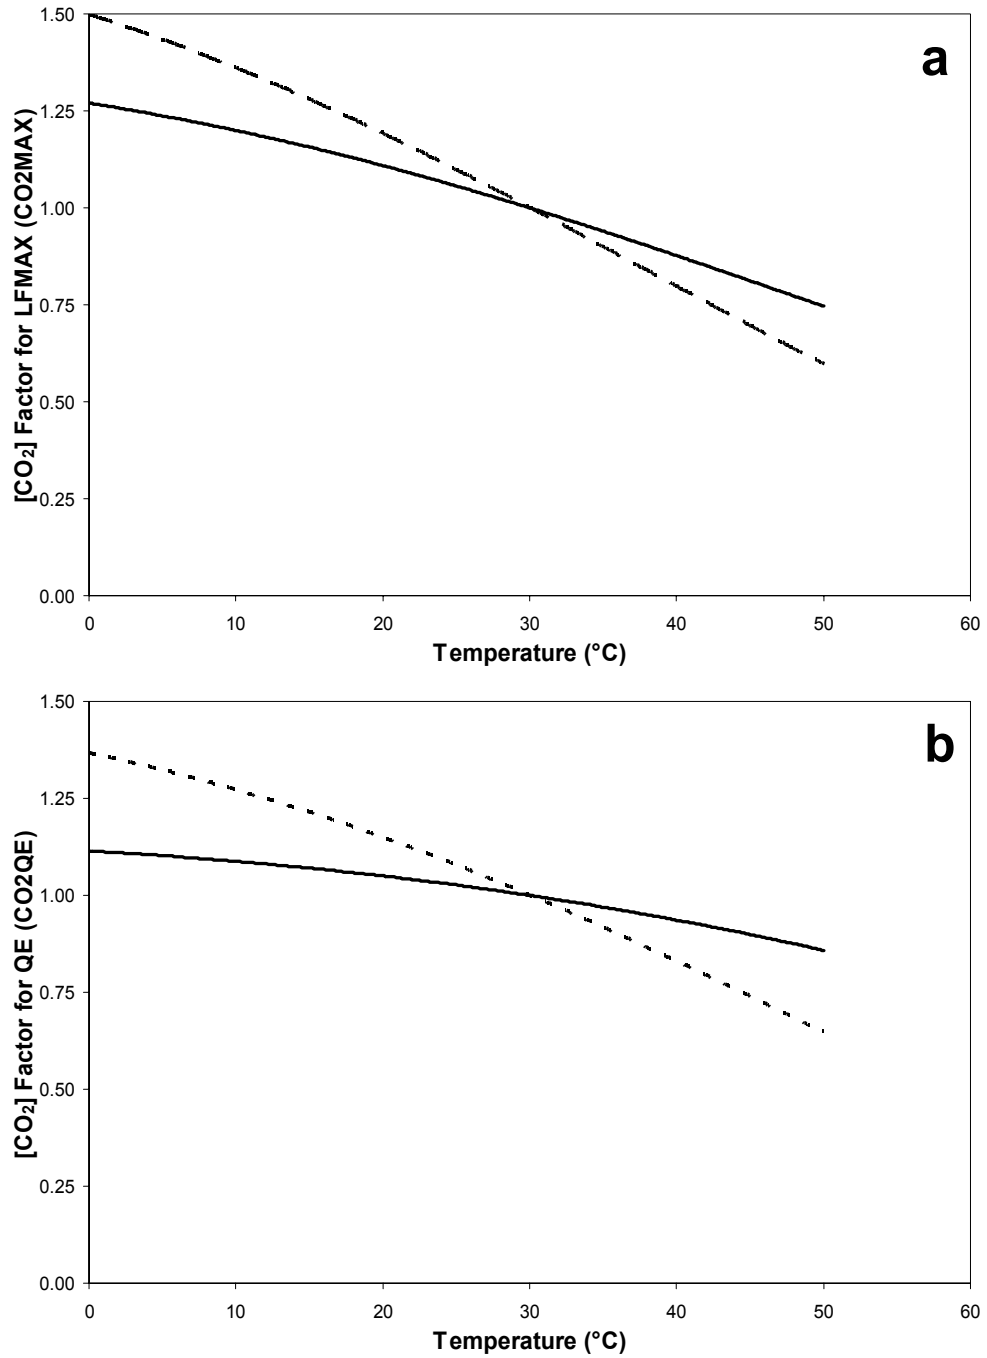 1.50
a
1.25
1.00
0.75
0.50
0.25
0.00
[CO₂] Factor for LFMAX (CO2MAX)
0 10 20 30 40 50 60
Temperature (°C)
1.50
b
1.25
1.00
0.75
0.50
0.25
0.00
[CO₂] Factor for QE (CO2QE)
0 10 20 30 40 50 60
Temperature (°C)